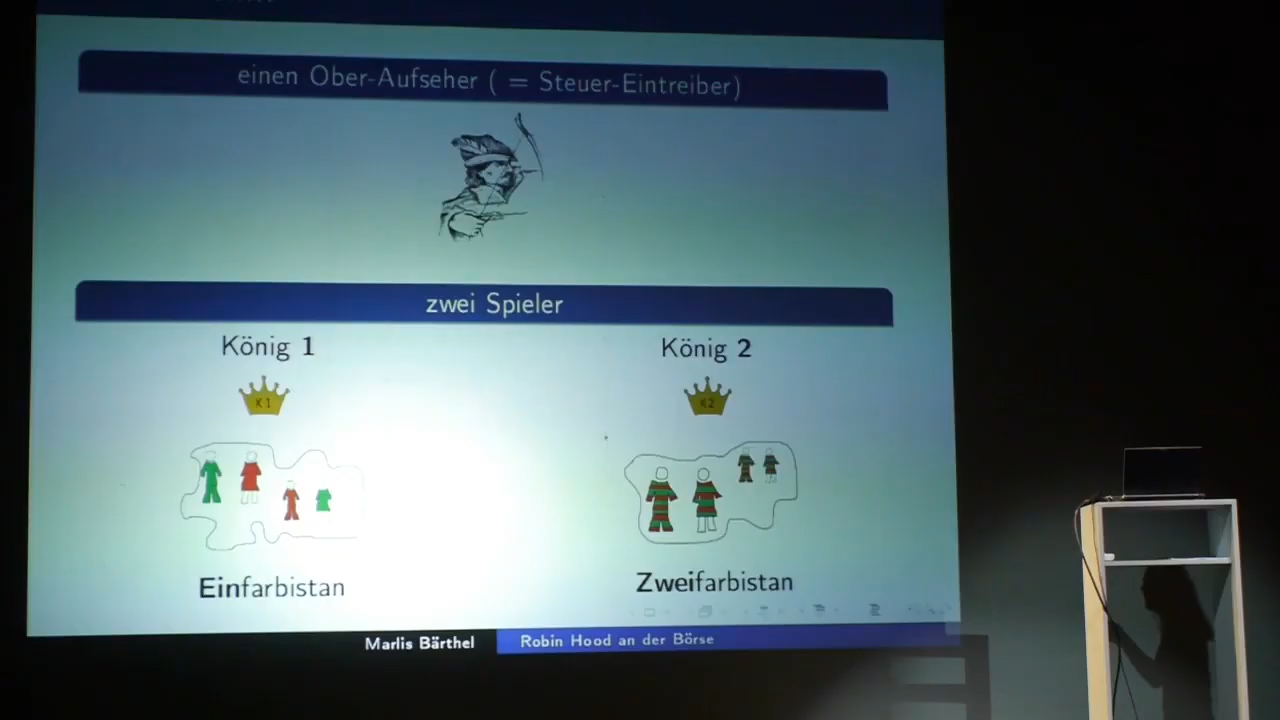 einen Ober-Aufseher ( = Steuer-Eintreiber)
zwei Spieler
König 1
König 2
K1
K2
Einfarbistan
Zweifarbistan
Marlis Bärthel
Robin Hood an der Börse